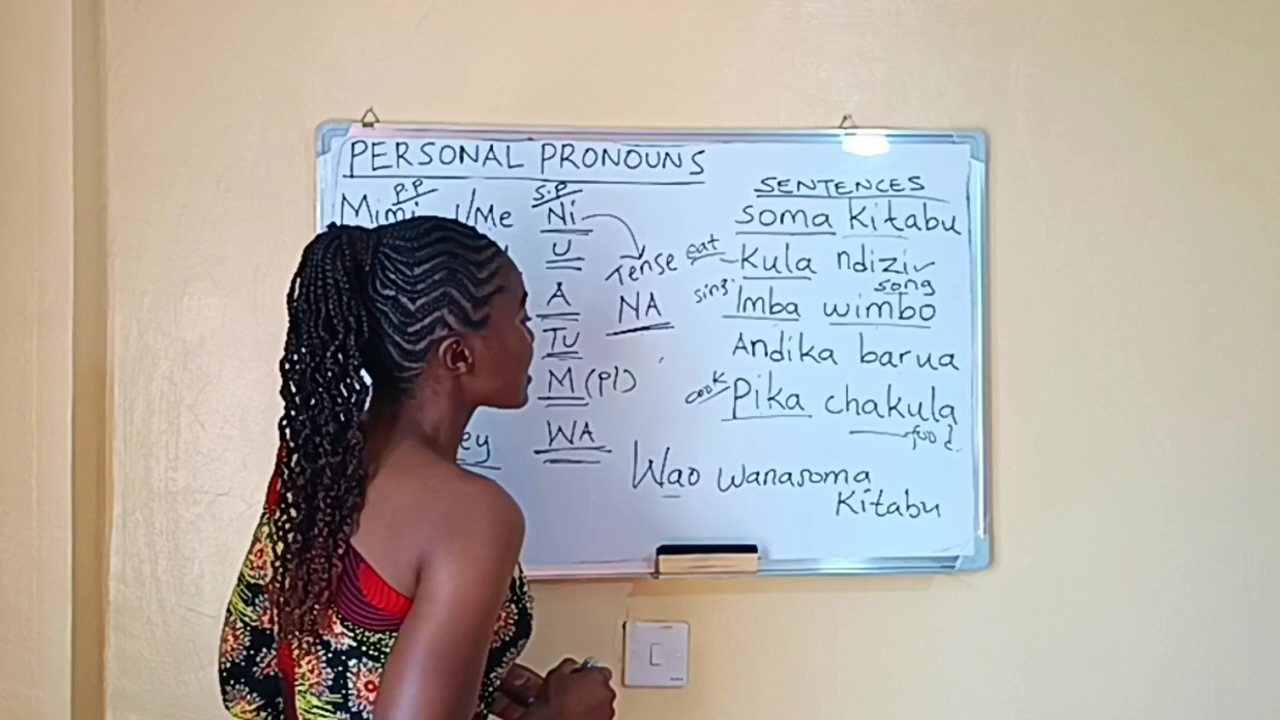 PERSONAL PRONOUNS
P.P
S.P
Mimi I/Me Ni
U
A
TU
M (pl)
ey WA
Tense
NA
SENTENCES
Soma Kitabu
eat Kula ndizi
song
sing Imba wimbo
Andika barua
cook Pika chakula
food
Wao wanasoma
Kitabu